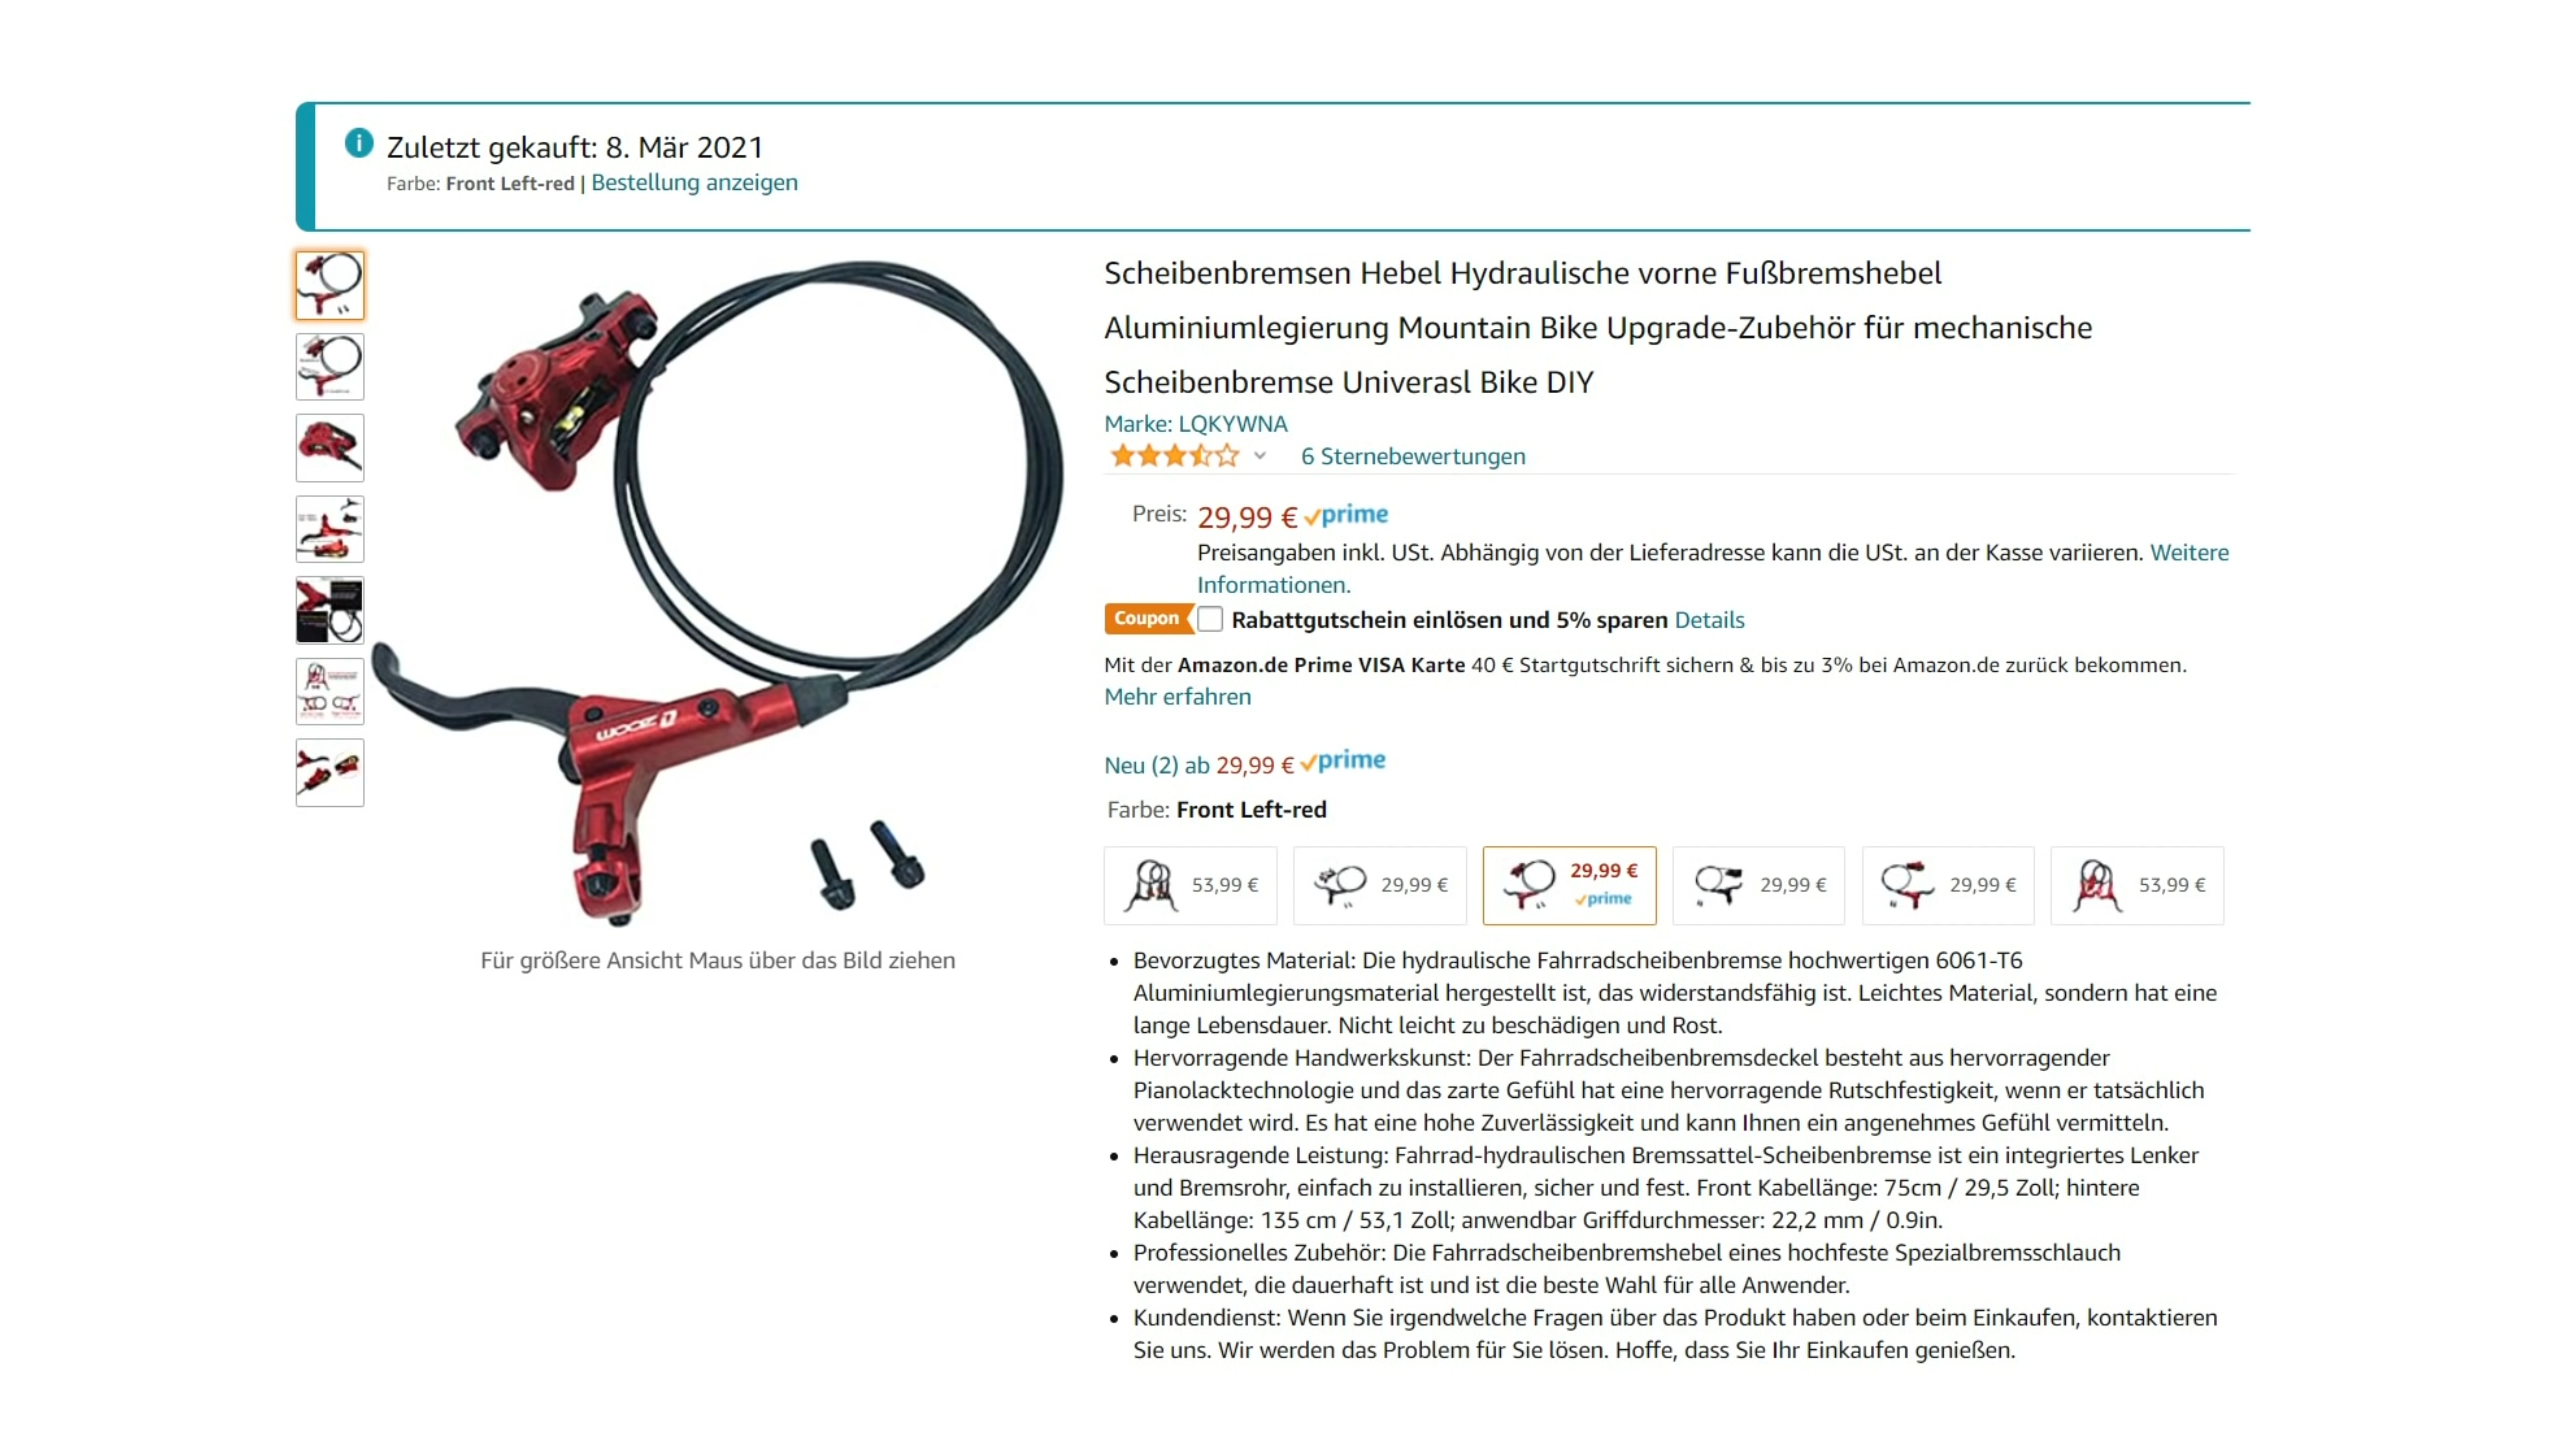 Zuletzt gekauft: 8. Mär 2021
Farbe: Front Left-red | Bestellung anzeigen
Scheibenbremsen Hebel Hydraulische vorne Fußbremshebel
Aluminiumlegierung Mountain Bike Upgrade-Zubehör für mechanische
Scheibenbremse Univerasl Bike DIY
Marke: LQKYWNA
6 Sternebewertungen
Preis: 29,99 € prime
Preisangaben inkl. USt. Abhängig von der Lieferadresse kann die USt. an der Kasse variieren. Weitere
Informationen.
Coupon Rabattgutschein einlösen und 5% sparen Details
Mit der Amazon.de Prime VISA Karte 40 € Startgutschrift sichern & bis zu 3% bei Amazon.de zurück bekommen.
Mehr erfahren
zoom
Neu (2) ab 29,99 € prime
Farbe: Front Left-red
53,99 € 29,99 € 29,99 € prime 29,99 € 29,99 € 53,99 €
Für größere Ansicht Maus über das Bild ziehen
• Bevorzugtes Material: Die hydraulische Fahrradscheibenbremse hochwertigen 6061-T6
Aluminiumlegierungsmaterial hergestellt ist, das widerstandsfähig ist. Leichtes Material, sondern hat eine
lange Lebensdauer. Nicht leicht zu beschädigen und Rost.
• Hervorragende Handwerkskunst: Der Fahrradscheibenbremsdeckel besteht aus hervorragender
Pianolacktechnologie und das zarte Gefühl hat eine hervorragende Rutschfestigkeit, wenn er tatsächlich
verwendet wird. Es hat eine hohe Zuverlässigkeit und kann Ihnen ein angenehmes Gefühl vermitteln.
• Herausragende Leistung: Fahrrad-hydraulischen Bremssattel-Scheibenbremse ist ein integriertes Lenker
und Bremsrohr, einfach zu installieren, sicher und fest. Front Kabellänge: 75cm / 29,5 Zoll; hintere
Kabellänge: 135 cm / 53,1 Zoll; anwendbar Griffdurchmesser: 22,2 mm / 0.9in.
• Professionelles Zubehör: Die Fahrradscheibenbremshebel eines hochfeste Spezialbremsschlauch
verwendet, die dauerhaft ist und ist die beste Wahl für alle Anwender.
• Kundendienst: Wenn Sie irgendwelche Fragen über das Produkt haben oder beim Einkaufen, kontaktieren
Sie uns. Wir werden das Problem für Sie lösen. Hoffe, dass Sie Ihr Einkaufen genießen.